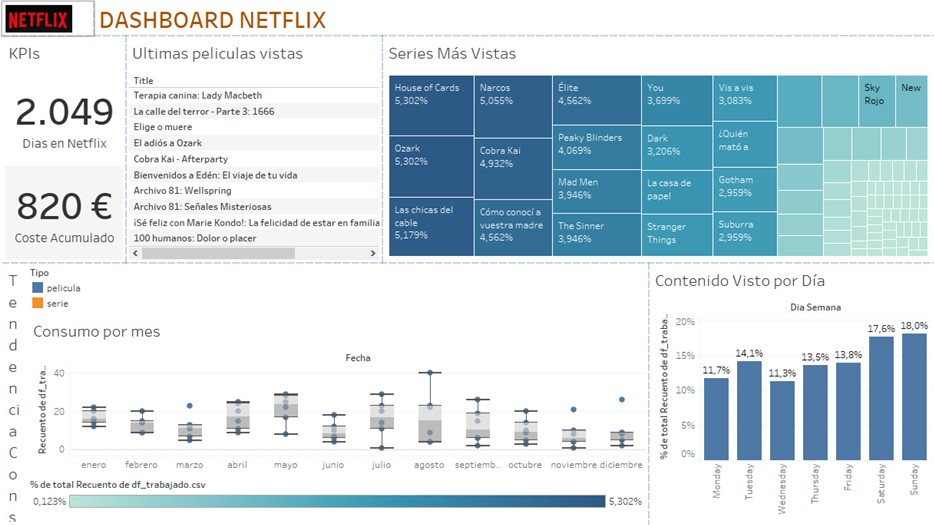 NETFLIX
DASHBOARD NETFLIX
KPIs
2.049
Dias en Netflix
820 €
Coste Acumulado
Ultimas peliculas vistas
Title
Terapia canina: Lady Macbeth
La calle del terror - Parte 3: 1666
Elige o muere
El adiós a Ozark
Cobra Kai - Afterparty
Bienvenidos a Edén: El viaje de tu vida
Archivo 81: Wellspring
Archivo 81: Señales Misteriosas
¡Sé feliz con Marie Kondo!: La felicidad de estar en familia
100 humanos: Dolor o placer
Series Más Vistas
House of Cards
5,302%
Ozark
5,302%
Las chicas del
cable
5,179%
Narcos
5,055%
Cobra Kai
4,932%
Cómo conocí a
vuestra madre
4,562%
Élite
4,562%
Peaky Blinders
4,069%
Mad Men
3,946%
The Sinner
3,946%
You
3,699%
Dark
3,206%
La casa de
papel
Stranger
Things
Vis a vis
3,083%
¿Quién
mató a
Gotham
2,959%
Suburra
2,959%
Sky
Rojo
New
Tendencia Cons
Tipo
pelicula
serie
Consumo por mes
Fecha
Recuento de df_tra..
40
20
0
enero febrero marzo abril mayo junio julio agosto septiemb.. octubre noviembre diciembre
% de total Recuento de df_trabajado.csv
0,123% 5,302%
Contenido Visto por Día
Dia Semana
% de total Recuento de df_traba..
20%
15%
10%
5%
0%
11,7% 14,1% 11,3% 13,5% 13,8% 17,6% 18,0%
Monday Tuesday Wednesday Thursday Friday Saturday Sunday